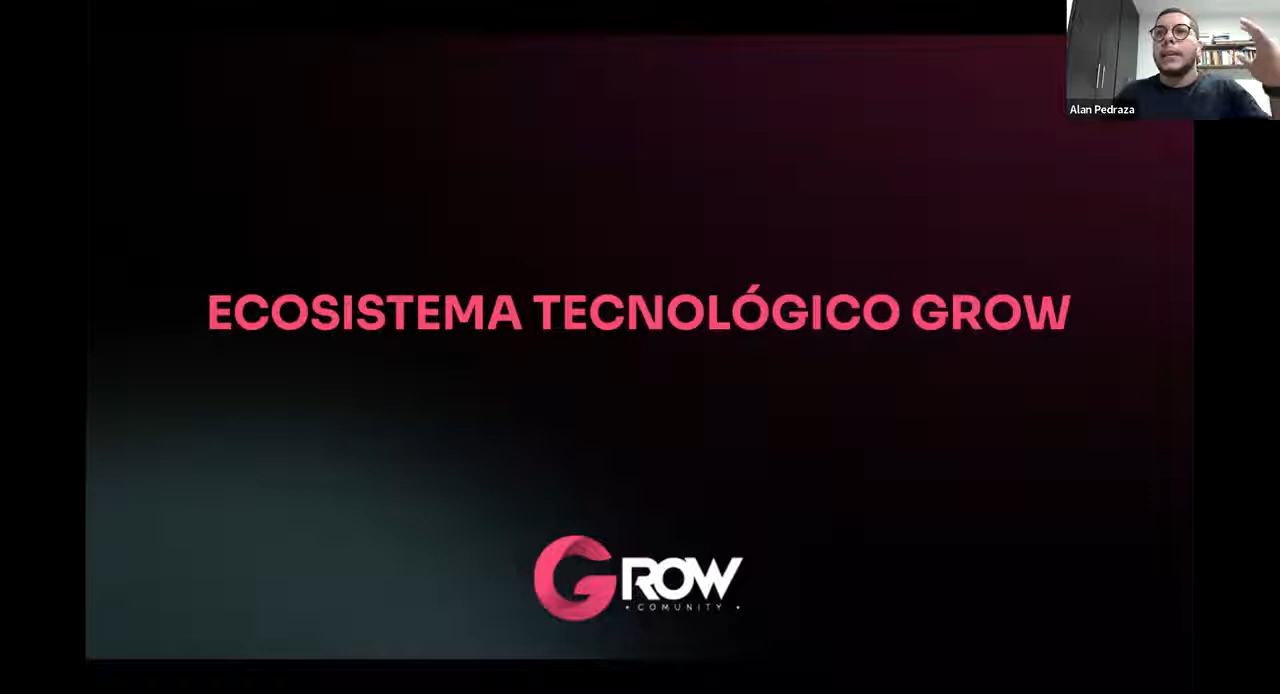 Alan Pedraza
ECOSISTEMA TECNOLÓGICO GROW
GROW
• COMUNITY •